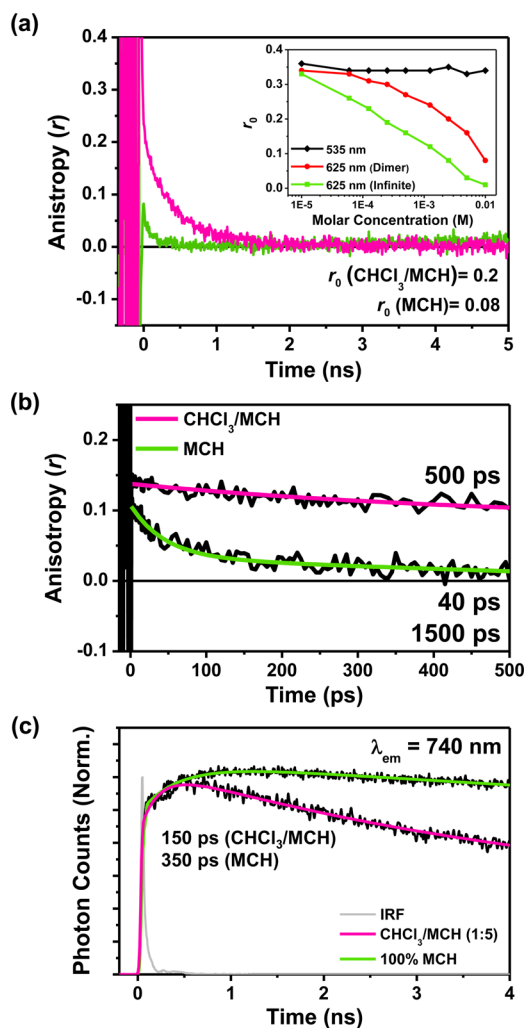 (a)
0.4
0.3
0.2
0.1
0.0
-0.1
Anistropy (r)
0.4
0.3
0.2
0.1
0.0
r0
535 nm
625 nm (Dimer)
625 nm (Infinite)
1E-5 1E-4 1E-3 0.01
Molar Concentration (M)
r0 (CHCl3/MCH)= 0.2
r0 (MCH)= 0.08
0 1 2 3 4 5
Time (ns)
(b)
0.2
0.1
0.0
-0.1
Anisotropy (r)
CHCl3/MCH
MCH
500 ps
40 ps
1500 ps
0 100 200 300 400 500
Time (ps)
(c)
Photon Counts (Norm.)
λem = 740 nm
150 ps (CHCl3/MCH)
350 ps (MCH)
IRF
CHCl3/MCH (1:5)
100% MCH
0 1 2 3 4
Time (ns)